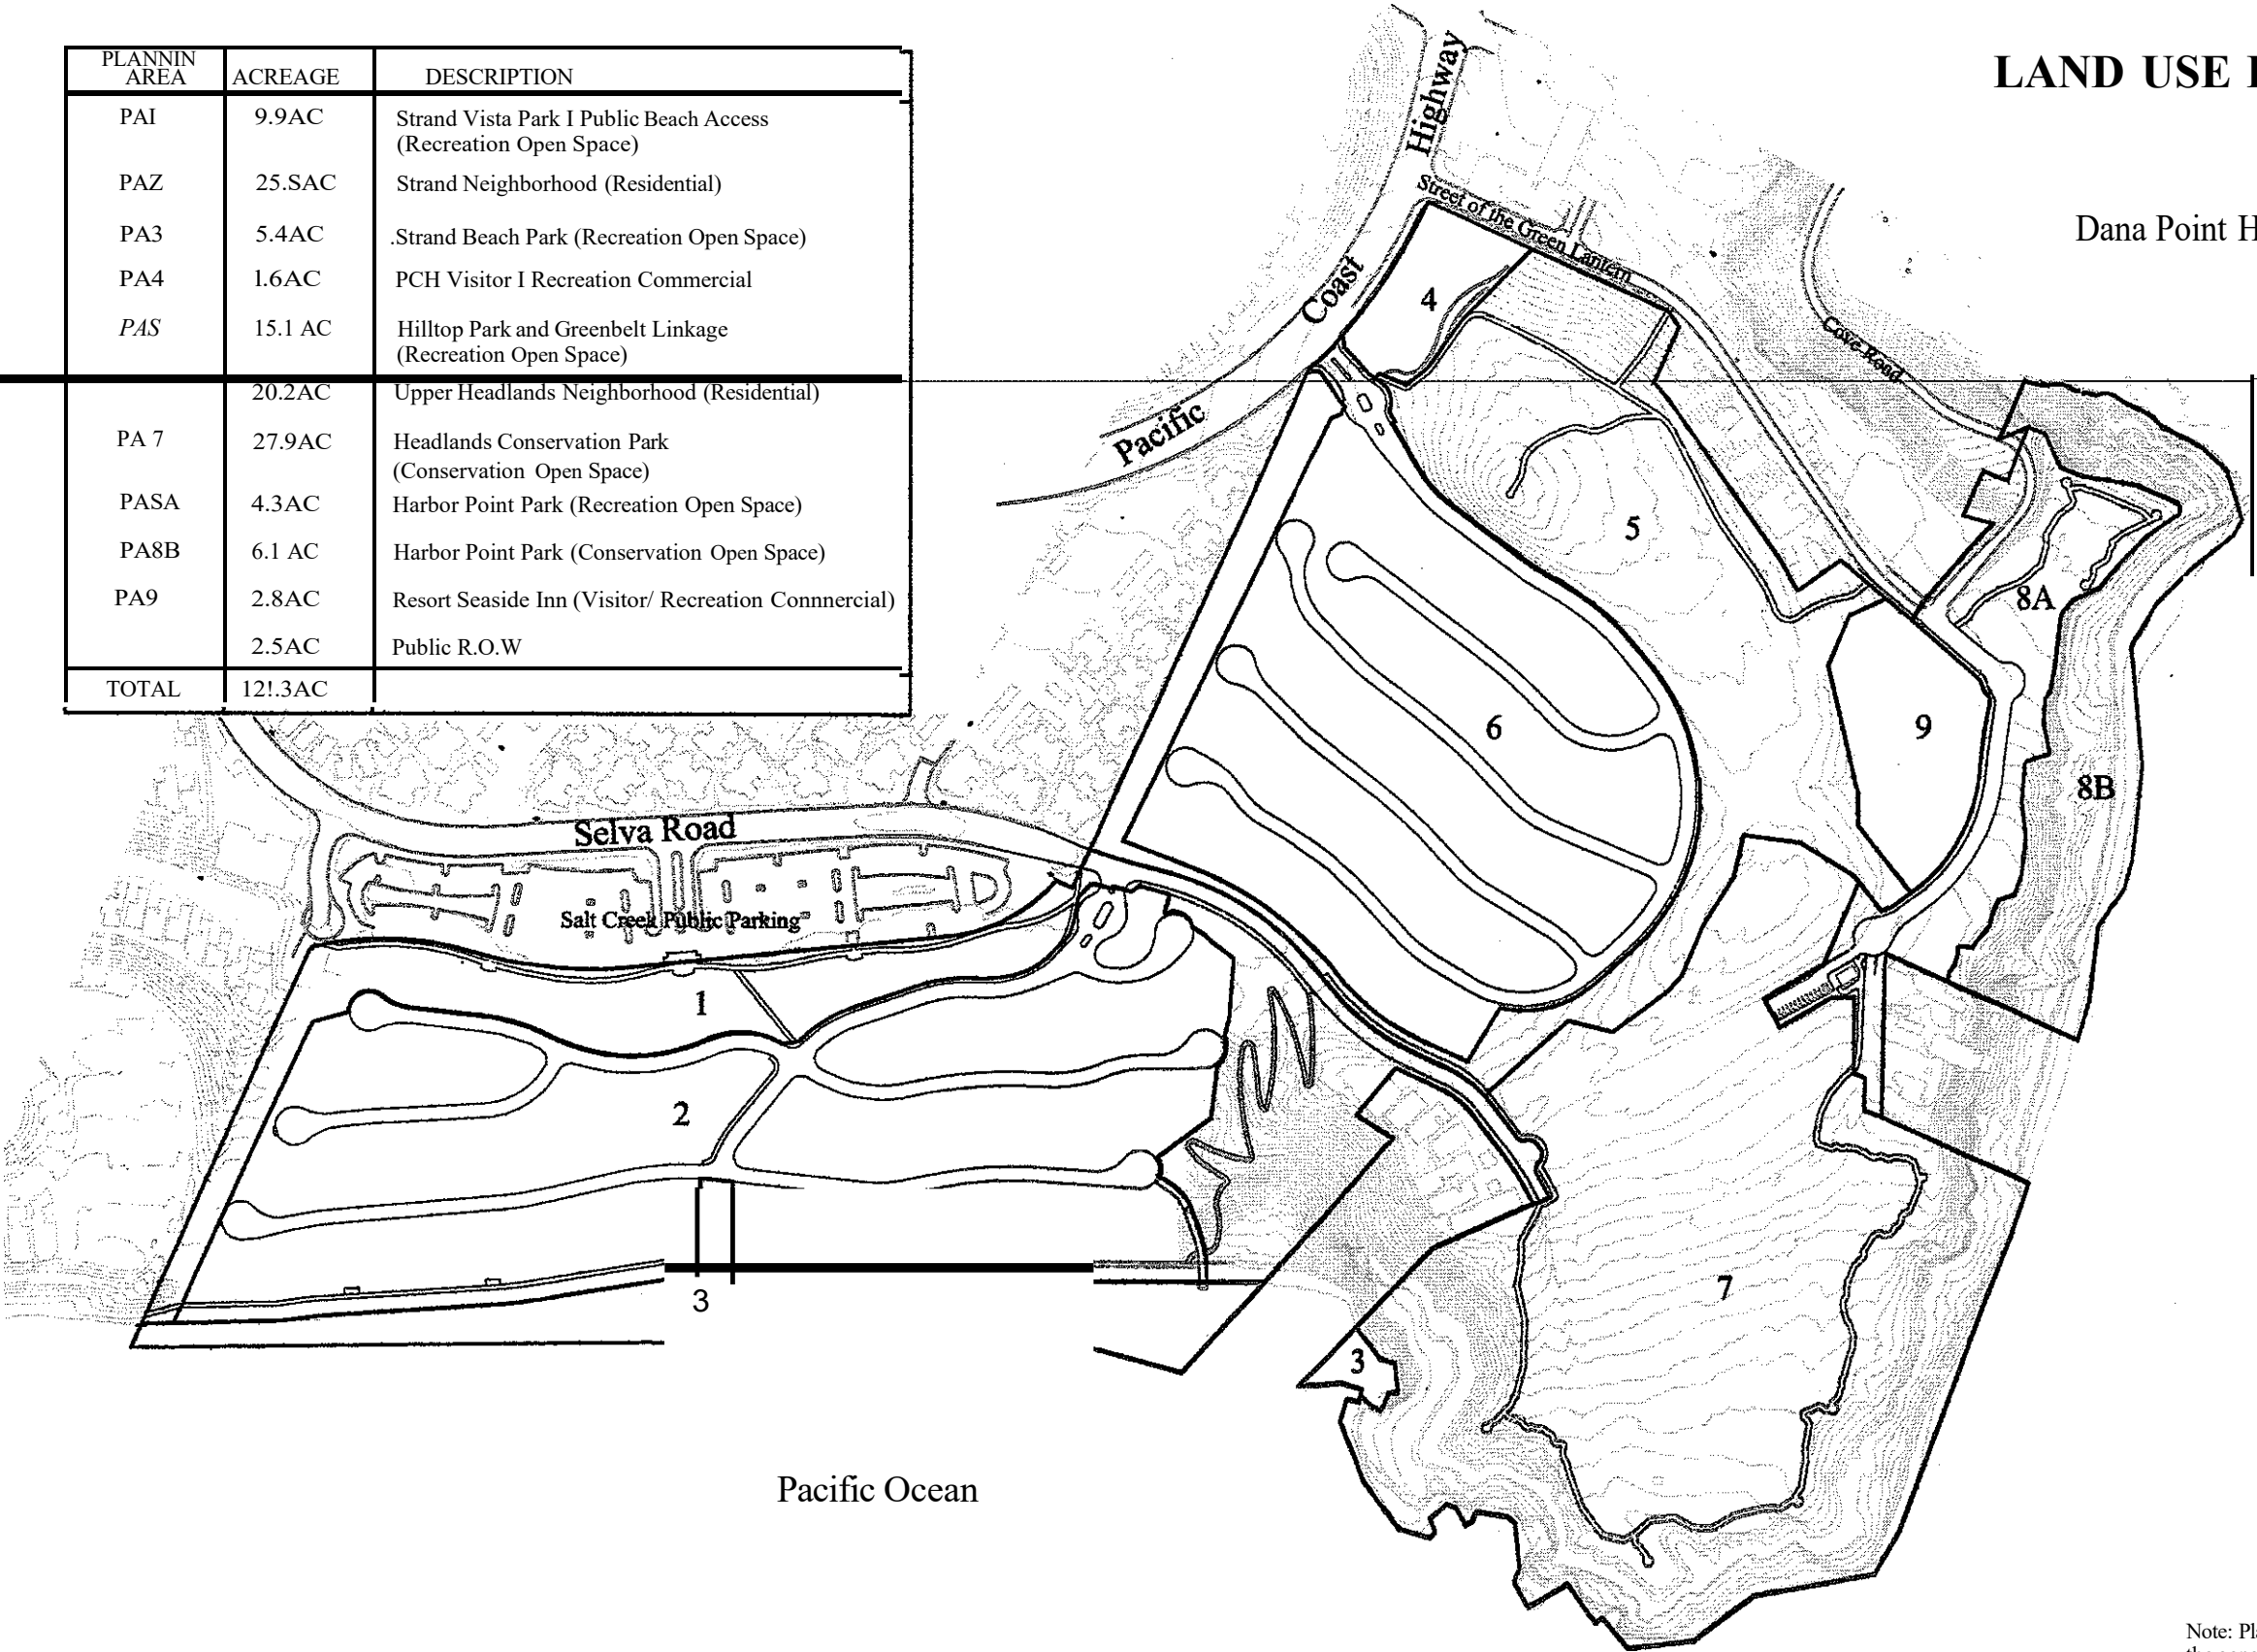 PLANNIN
AREA ACREAGE DESCRIPTION
PAI 9.9AC Strand Vista Park I Public Beach Access
(Recreation Open Space)
PAZ 25.SAC Strand Neighborhood (Residential)
PA3 5.4AC .Strand Beach Park (Recreation Open Space)
PA4 l.6AC PCH Visitor I Recreation Commercial
PAS 15.1 AC Hilltop Park and Greenbelt Linkage
(Recreation Open Space)
20.2AC Upper Headlands Neighborhood (Residential)
PA 7 27.9AC Headlands Conservation Park
(Conservation Open Space)
PASA 4.3AC Harbor Point Park (Recreation Open Space)
PA8B 6.1 AC Harbor Point Park (Conservation Open Space)
PA9 2.8AC Resort Seaside Inn (Visitor/ Recreation Connnercial)
2.5AC Public R.O.W
TOTAL 12!.3AC
LAND USE
Dana Point H
Pacific Coast Highway
Street of the Green Lantern
Cove Road
4
5
6
8A
9
8B
Selva Road
Salt Creek Public Parking
1
2
3
7
3
Pacific Ocean
Note: Pl